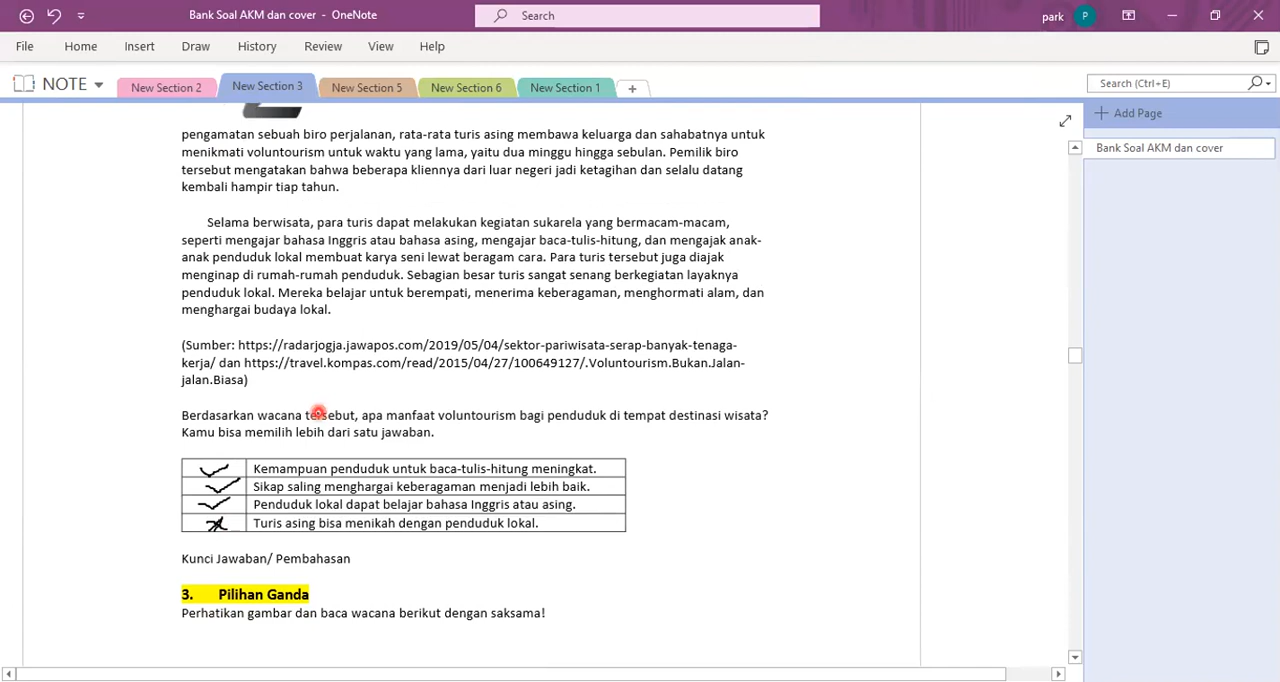 Bank Soal AKM dan cover - OneNote
Search
park
P
File Home Insert Draw History Review View Help
NOTE
New Section 2 New Section 3 New Section 5 New Section 6 New Section 1 +
Search (Ctrl+E)
Add Page
Bank Soal AKM dan cover
pengamatan sebuah biro perjalanan, rata-rata turis asing membawa keluarga dan sahabatnya untuk
menikmati voluntourism untuk waktu yang lama, yaitu dua minggu hingga sebulan. Pemilik biro
tersebut mengatakan bahwa beberapa kliennya dari luar negeri jadi ketagihan dan selalu datang
kembali hampir tiap tahun.
Selama berwisata, para turis dapat melakukan kegiatan sukarela yang bermacam-macam,
seperti mengajar bahasa Inggris atau bahasa asing, mengajar baca-tulis-hitung, dan mengajak anak-
anak penduduk lokal membuat karya seni lewat beragam cara. Para turis tersebut juga diajak
menginap di rumah-rumah penduduk. Sebagian besar turis sangat senang berkegiatan layaknya
penduduk lokal. Mereka belajar untuk berempati, menerima keberagaman, menghormati alam, dan
menghargai budaya lokal.
(Sumber: https://radarjogja.jawapos.com/2019/05/04/sektor-pariwisata-serap-banyak-tenaga-
kerja/ dan https://travel.kompas.com/read/2015/04/27/100649127/.Voluntourism.Bukan.Jalan-
jalan.Biasa)
Berdasarkan wacana tersebut, apa manfaat voluntourism bagi penduduk di tempat destinasi wisata?
Kamu bisa memilih lebih dari satu jawaban.
Kemampuan penduduk untuk baca-tulis-hitung meningkat.
Sikap saling menghargai keberagaman menjadi lebih baik.
Penduduk lokal dapat belajar bahasa Inggris atau asing.
Turis asing bisa menikah dengan penduduk lokal.
Kunci Jawaban/ Pembahasan
3. Pilihan Ganda
Perhatikan gambar dan baca wacana berikut dengan saksama!